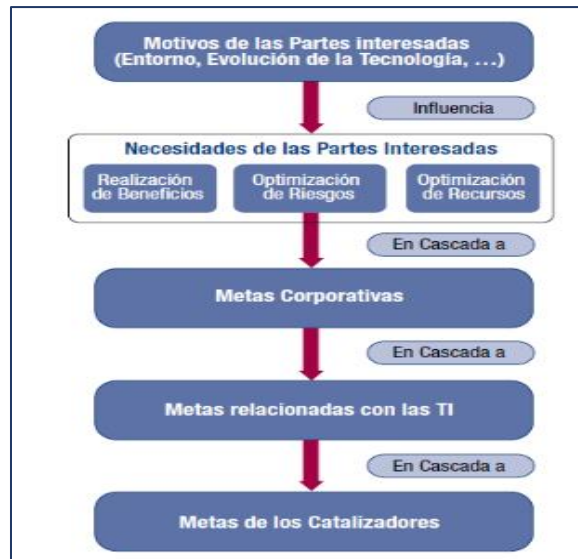 Motivos de las Partes interesadas
(Entorno, Evolución de la Tecnología, ...)
Influencia
Necesidades de las Partes Interesadas
Realización
de Beneficios
Optimización
de Riesgos
Optimización
de Recursos
En Cascada a
Metas Corporativas
En Cascada a
Metas relacionadas con las TI
En Cascada a
Metas de los Catalizadores